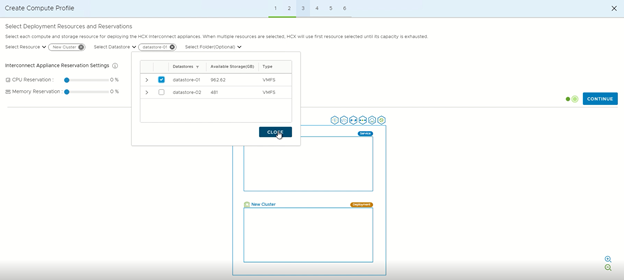 Create Compute Profile
1 2 3 4 5 6
Select Deployment Resources and Reservations
Select each compute and storage resource for deploying the HCX Interconnect appliances. When multiple resources are selected, HCX will use first resource selected until its capacity is exhausted.
Select Resource New Cluster Select Datastore datastore-01 Select Folder(Optional)
Interconnect Appliance Reservation Settings
CPU Reservation : 0 %
Memory Reservation : 0 %
Datastores Available Storage(GB) Type
datastore-01 962.62 VMFS
datastore-02 481 VMFS
CLOSE
CONTINUE
Service
New Cluster Deployment